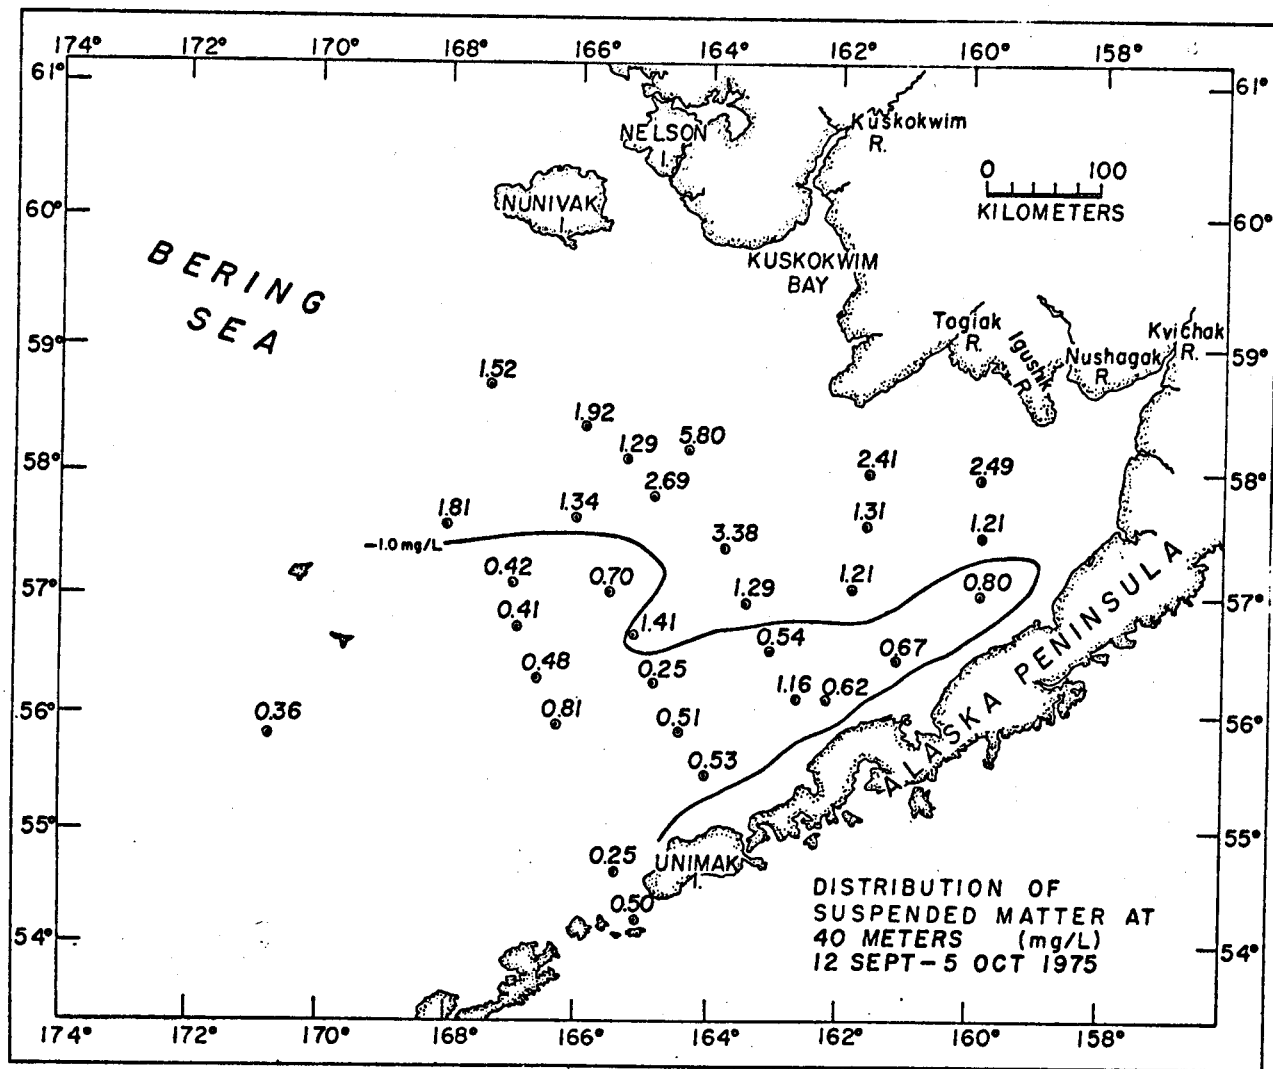 174° 172° 170° 168° 166° 164° 162° 160° 158°
61° 61°
Kuskokwim
R.
NELSON
I.
0 100
KILOMETERS
NUNIVAK
I
60° 60°
KUSKOKWIM
BAY
BERING
SEA
Togiak
R.
Igushik
R.
Nushagak
R.
Kvichak
R.
59° 59°
1.52
1.92
1.29 5.80
58° 58°
2.41 2.49
2.69
1.81 1.34
1.31 1.21
3.38
-1.0 mg/L
0.42 0.70
57° 57°
1.29 1.21 0.80
0.41 1.41
0.54 0.67
0.48 0.25
1.16 0.62
.56° 56°
0.36 0.81 0.51
0.53
ALASKA PENINSULA
55° 55°
0.25
UNIMAK
I.
0.50
54° 54°
DISTRIBUTION OF
SUSPENDED MATTER AT
40 METERS (mg/L)
12 SEPT-5 OCT 1975
174° 172° 170° 168° 166° 164° 162° 160° 158°